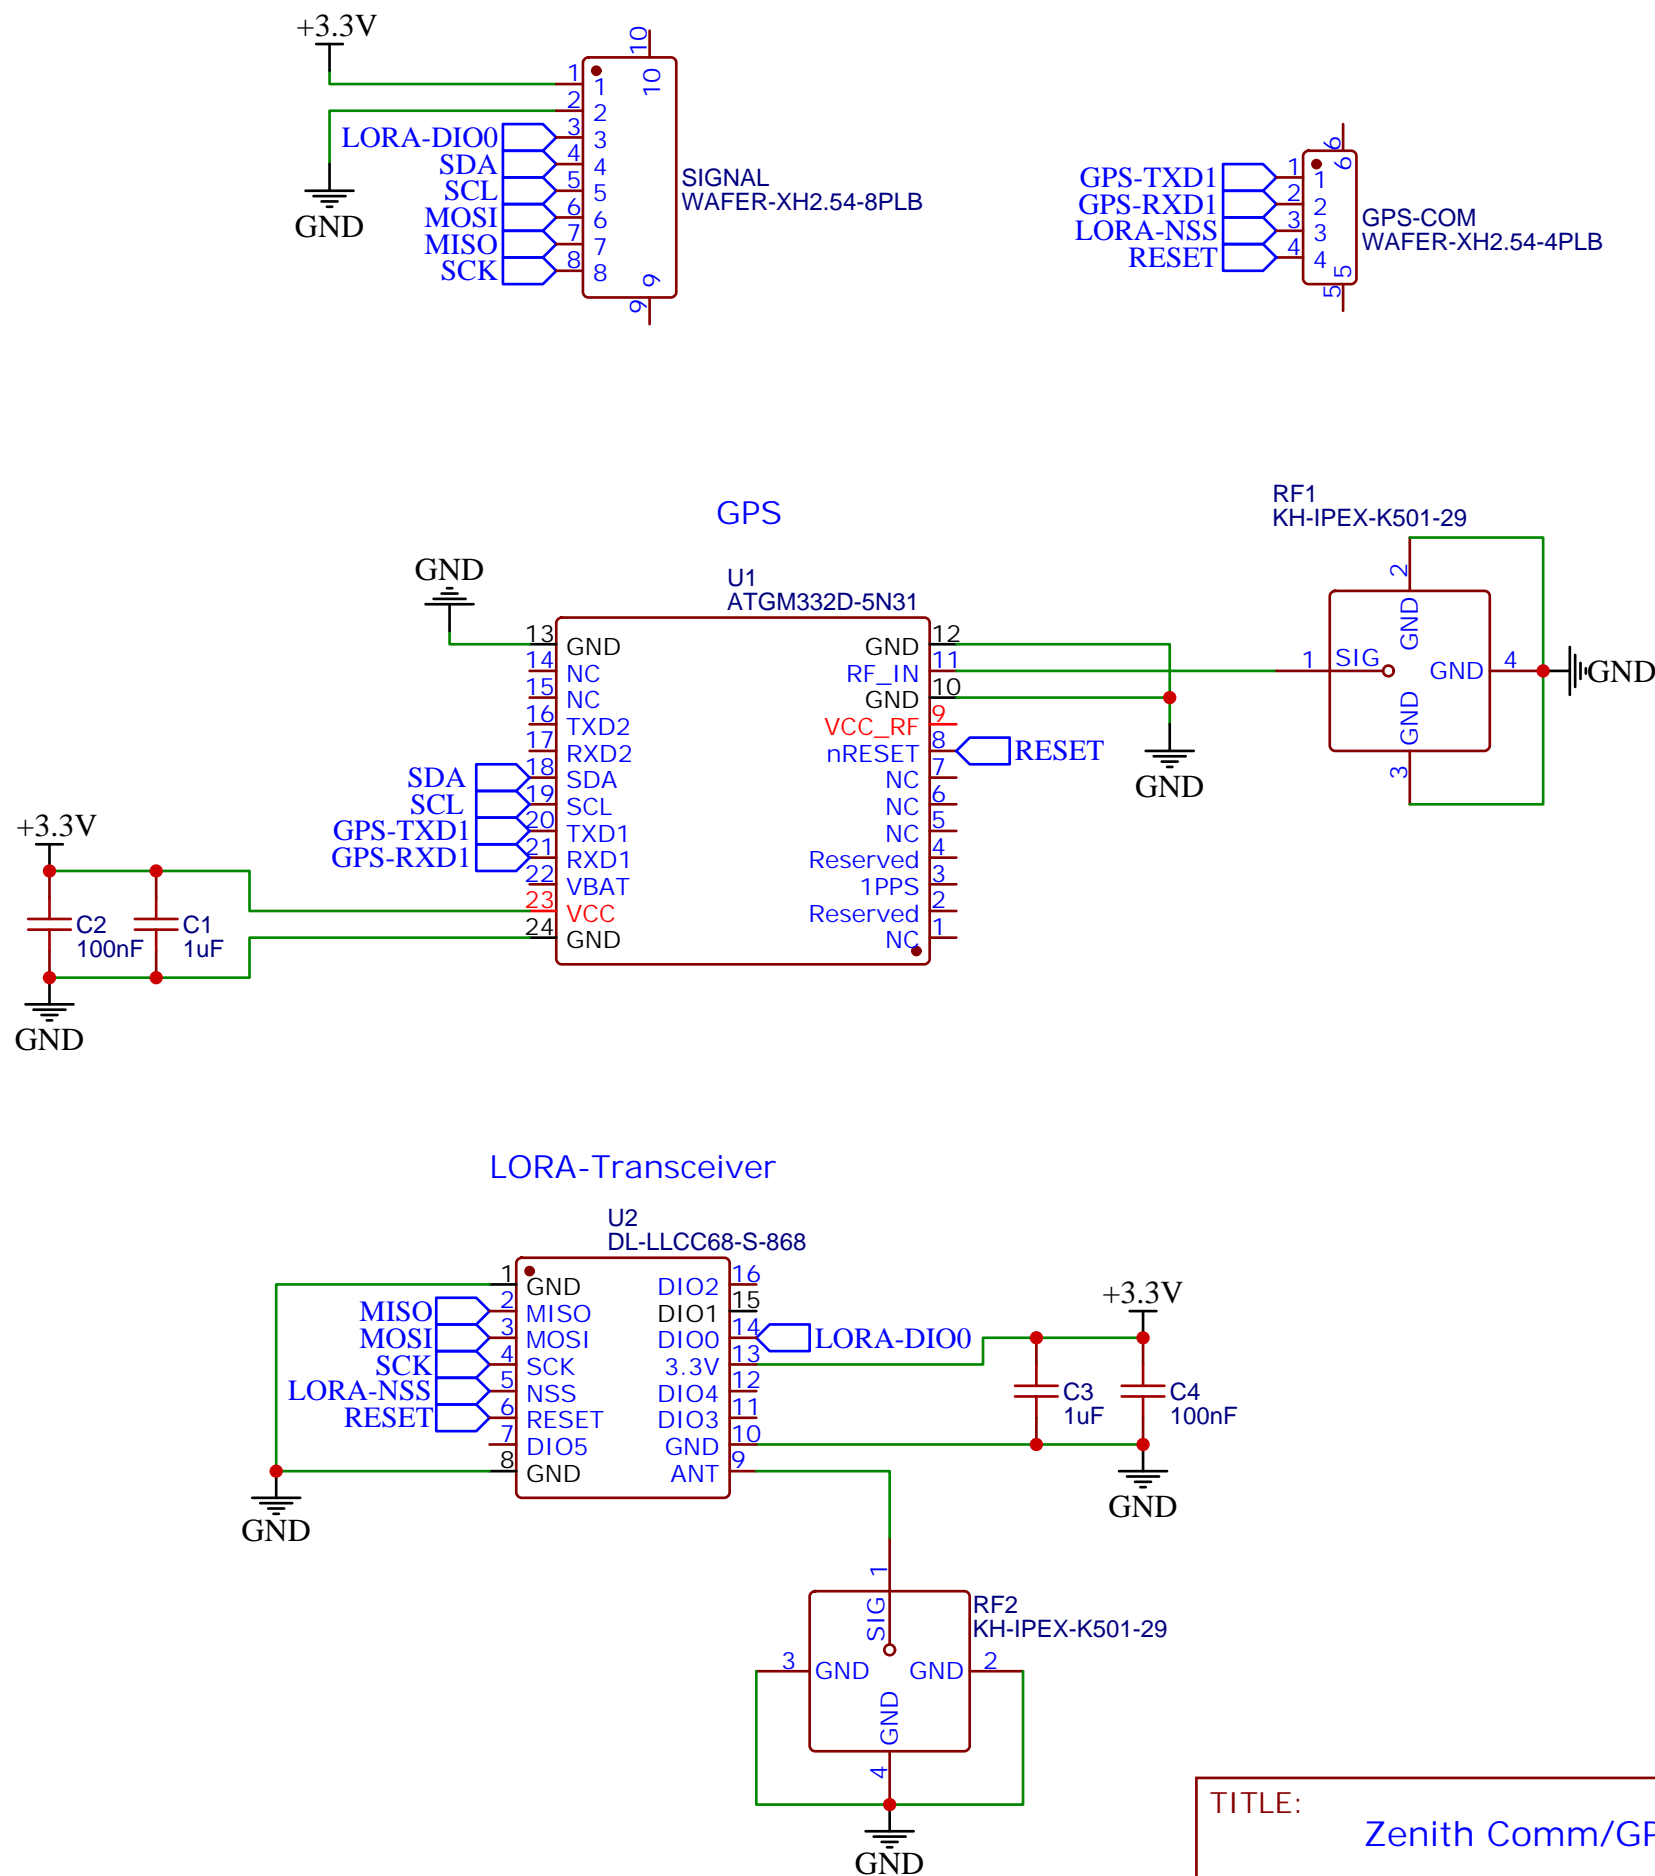 +3.3V
GND
10
10
1 1
2 2
LORA-DIO0 3 3
SDA 4 4
SCL 5 5
MOSI 6 6
MISO 7 7
SCK 8 8
9
9
SIGNAL
WAFER-XH2.54-8PLB
6
6
GPS-TXD1 1 1
GPS-RXD1 2 2
LORA-NSS 3 3
RESET 4 4
5
5
GPS-COM
WAFER-XH2.54-4PLB
GPS
U1
ATGM332D-5N31
GND
13 GND
14 NC
15 NC
16 TXD2
17 RXD2
SDA 18 SDA
SCL 19 SCL
GPS-TXD1 20 TXD1
GPS-RXD1 21 RXD1
22 VBAT
23 VCC
24 GND
GND 12
RF_IN 11
GND 10
VCC_RF 9
nRESET 8 RESET
NC 7
NC 6
NC 5
Reserved 4
1PPS 3
Reserved 2
NC 1
GND
RF1
KH-IPEX-K501-29
2
GND
1 SIG
GND 4
GND
3
GND
+3.3V
C2
100nF
C1
1uF
GND
LORA-Transceiver
U2
DL-LLCC68-S-868
1 GND
MISO 2 MISO
MOSI 3 MOSI
SCK 4 SCK
LORA-NSS 5 NSS
RESET 6 RESET
7 DIO5
8 GND
DIO2 16
DIO1 15
DIO0 14 LORA-DIO0
3.3V 13
DIO4 12
DIO3 11
GND 10
ANT 9
GND
+3.3V
C3
1uF
C4
100nF
GND
1
SIG
RF2
KH-IPEX-K501-29
3 GND
GND 2
GND
4
GND
TITLE:
Zenith Comm/GP